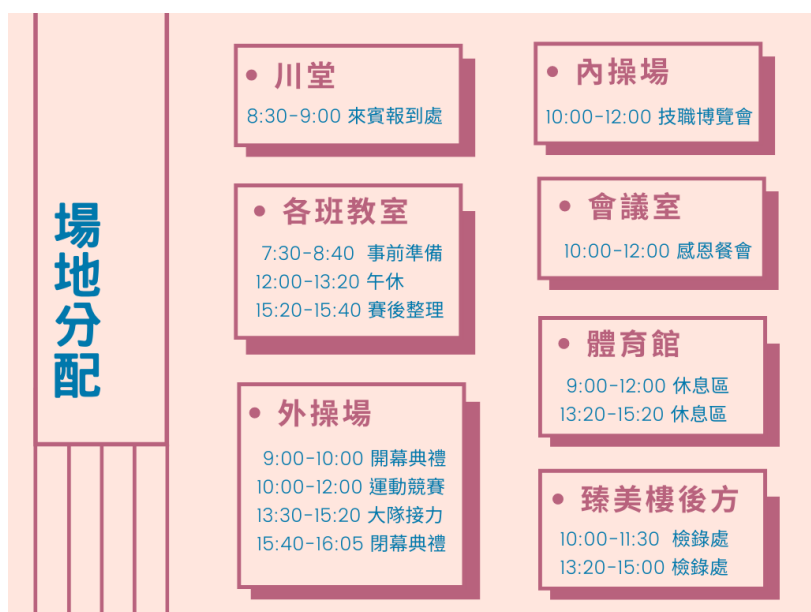 場地分配
• 川堂
8:30-9:00 來賓報到處
• 各班教室
7:30-8:40 事前準備
12:00-13:20 午休
15:20-15:40 賽後整理
• 外操場
9:00-10:00 開幕典禮
10:00-12:00 運動競賽
13:30-15:20 大隊接力
15:40-16:05 閉幕典禮
• 內操場
10:00-12:00 技職博覽會
• 會議室
10:00-12:00 感恩餐會
• 體育館
9:00-12:00 休息區
13:20-15:20 休息區
• 臻美樓後方
10:00-11:30 檢錄處
13:20-15:00 檢錄處